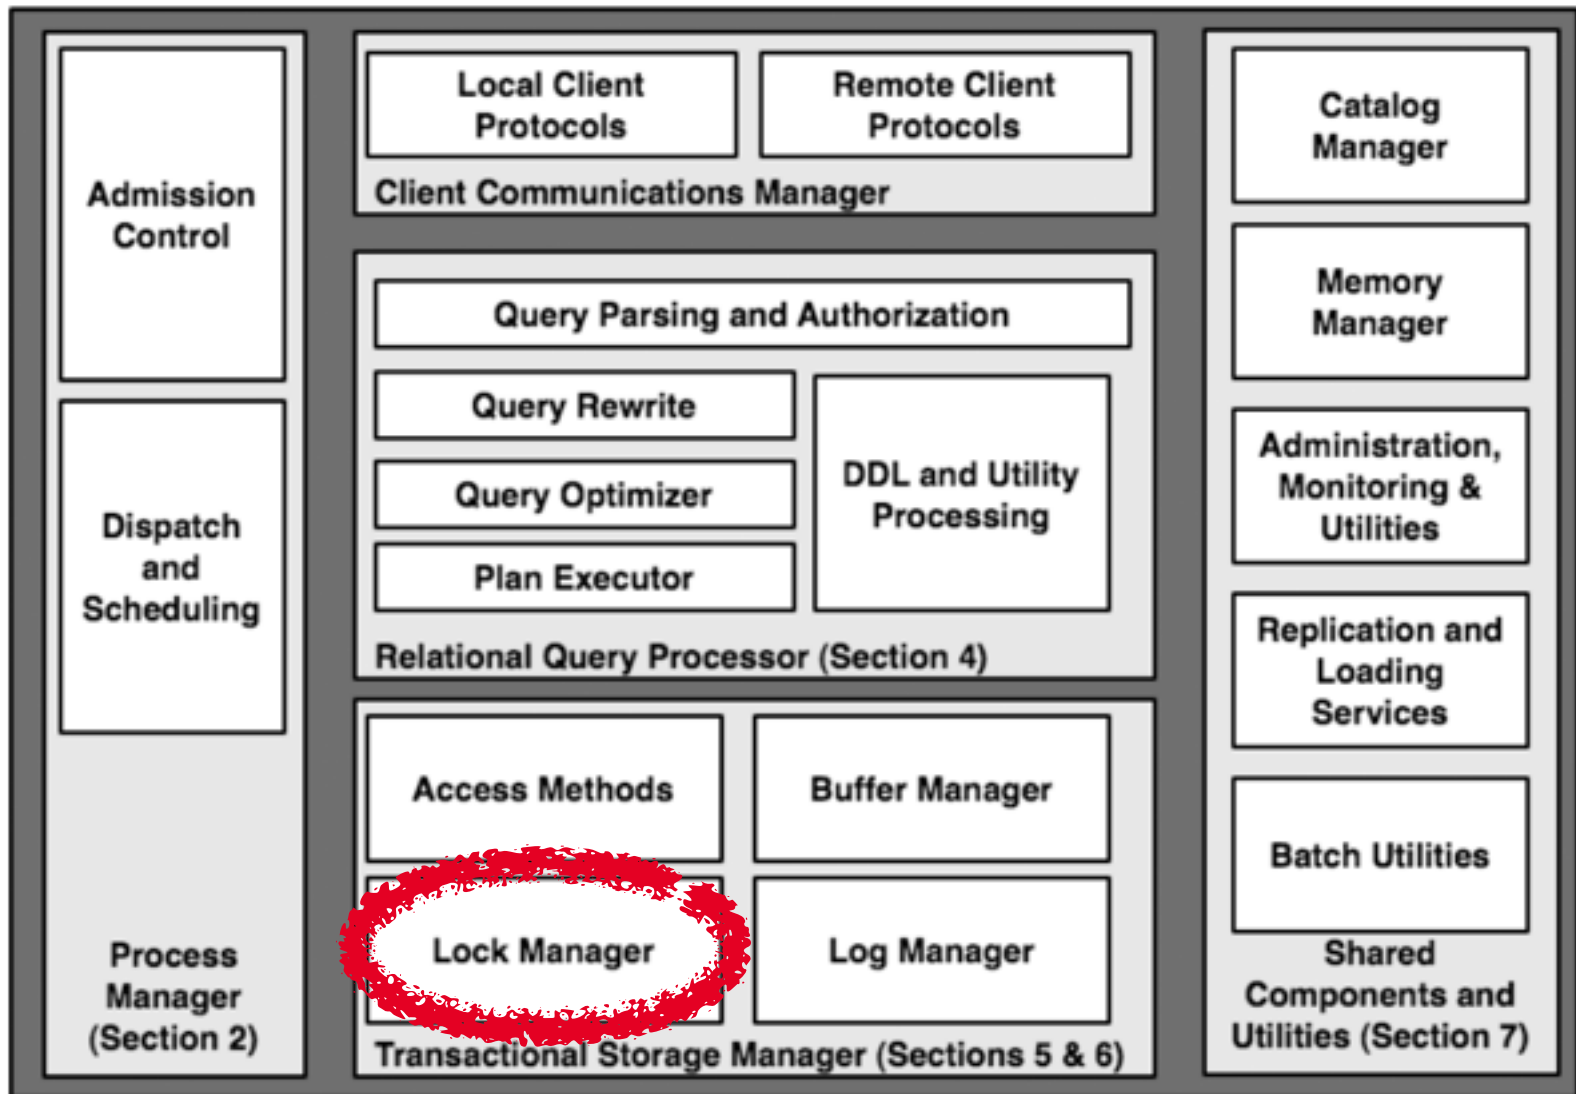 Admission
Control
Dispatch
and
Scheduling
Process
Manager
(Section 2)
Local Client
Protocols
Remote Client
Protocols
Client Communications Manager
Query Parsing and Authorization
Query Rewrite
Query Optimizer
Plan Executor
DDL and Utility
Processing
Relational Query Processor (Section 4)
Access Methods
Buffer Manager
Lock Manager
Log Manager
Transactional Storage Manager (Sections 5 & 6)
Catalog
Manager
Memory
Manager
Administration,
Monitoring &
Utilities
Replication and
Loading
Services
Batch Utilities
Shared
Components and
Utilities (Section 7)